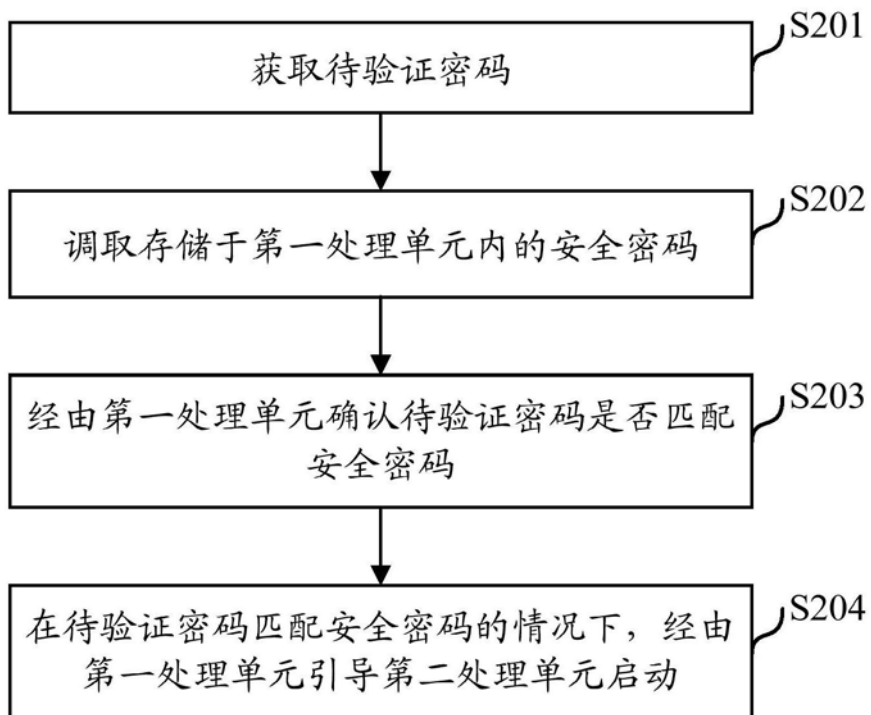 S201
获取待验证密码
S202
调取存储于第一处理单元内的安全密码
S203
经由第一处理单元确认待验证密码是否匹配
安全密码
S204
在待验证密码匹配安全密码的情况下，经由
第一处理单元引导第二处理单元启动